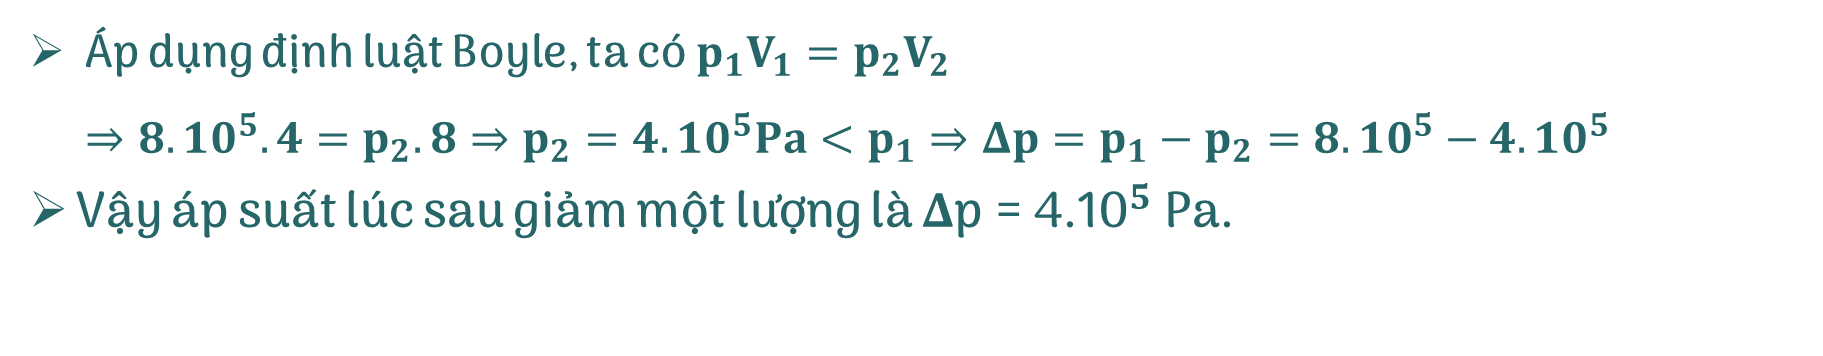 ➢ Áp dụng định luật Boyle, ta có p₁V₁ = p₂V₂
⇒ 8.10⁵.4 = p₂.8 ⇒ p₂ = 4.10⁵Pa < p₁ ⇒ Δp = p₁ − p₂ = 8.10⁵ − 4.10⁵
➢ Vậy áp suất lúc sau giảm một lượng là Δp = 4.10⁵ Pa.